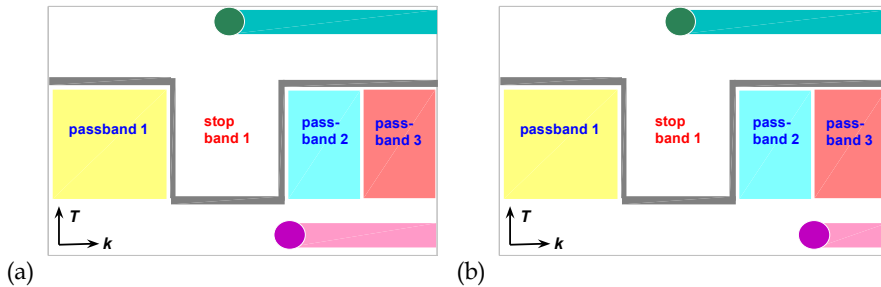 passband 1
stop
band 1
pass-
band 2
pass-
band 3
T
k
(a)
passband 1
stop
band 1
pass-
band 2
pass-
band 3
T
k
(b)